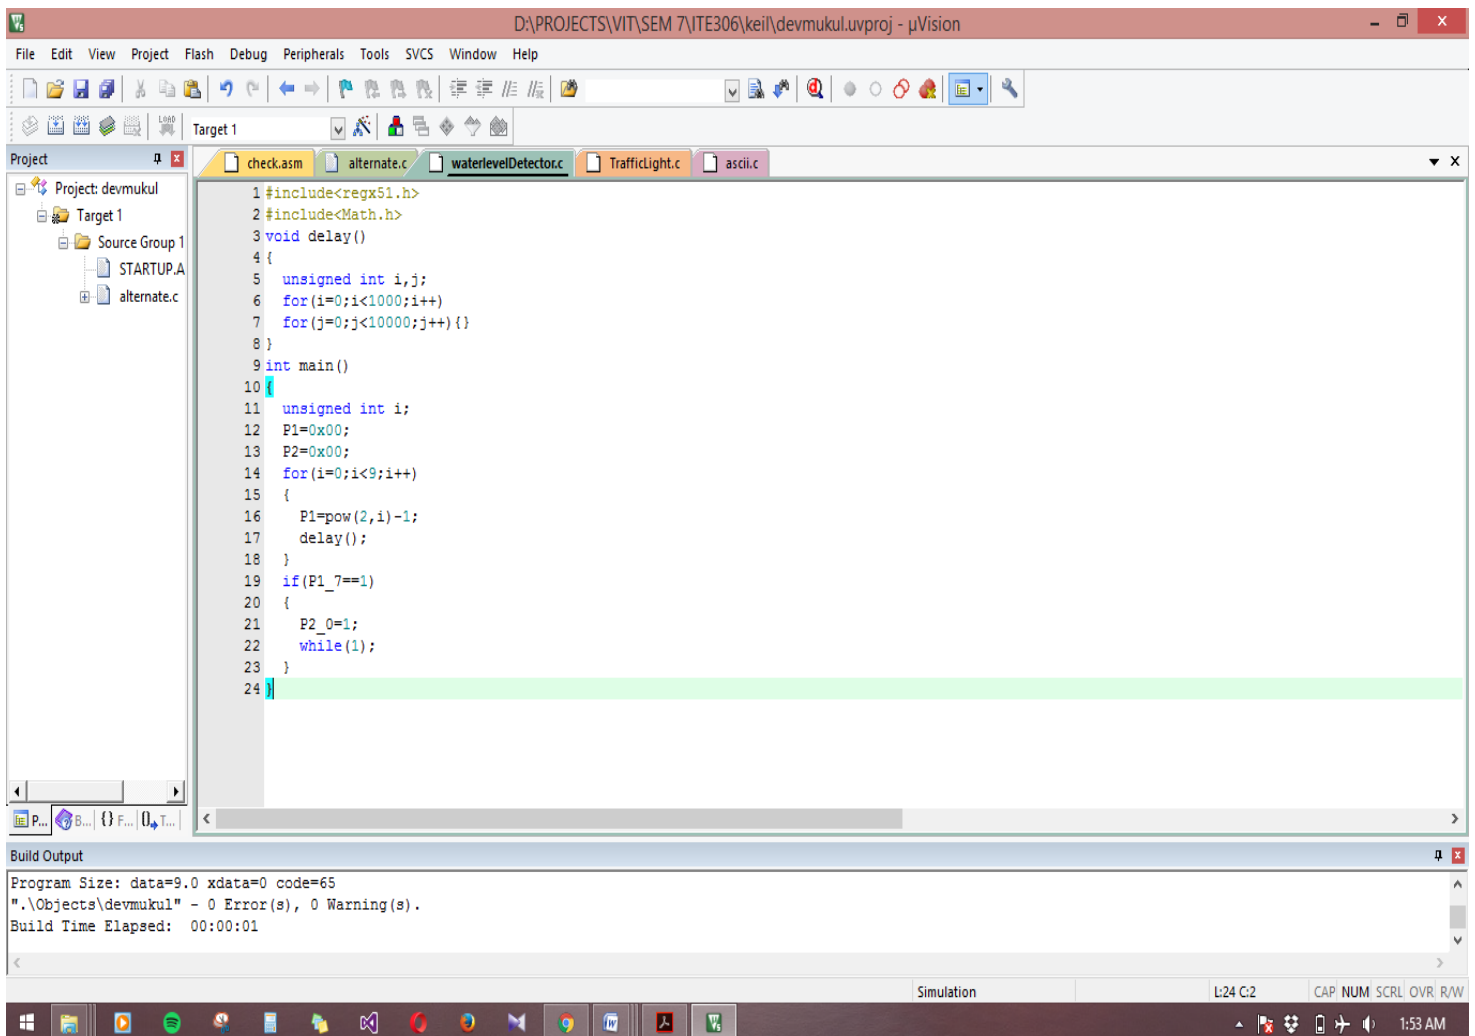 D:\PROJECTS\VIT\SEM 7\ITE306\keil\devmukul.uvproj - µVision
File Edit View Project Flash Debug Peripherals Tools SVCS Window Help
LOAD Target 1
Project
check.asm alternate.c waterlevelDetector.c TrafficLight.c ascii.c
Project: devmukul
Target 1
Source Group 1
STARTUP.A
alternate.c
1 #include<regx51.h>
2 #include<Math.h>
3 void delay()
4 {
5 unsigned int i,j;
6 for(i=0;i<1000;i++)
7 for(j=0;j<10000;j++){}
8 }
9 int main()
10 {
11 unsigned int i;
12 P1=0x00;
13 P2=0x00;
14 for(i=0;i<9;i++)
15 {
16 P1=pow(2,i)-1;
17 delay();
18 }
19 if(P1_7==1)
20 {
21 P2_0=1;
22 while(1);
23 }
24 }
P... B... {} F... 0 T...
Build Output
Program Size: data=9.0 xdata=0 code=65
".\Objects\devmukul" - 0 Error(s), 0 Warning(s).
Build Time Elapsed: 00:00:01
Simulation L:24 C:2 CAP NUM SCRL OVR R/W
1:53 AM